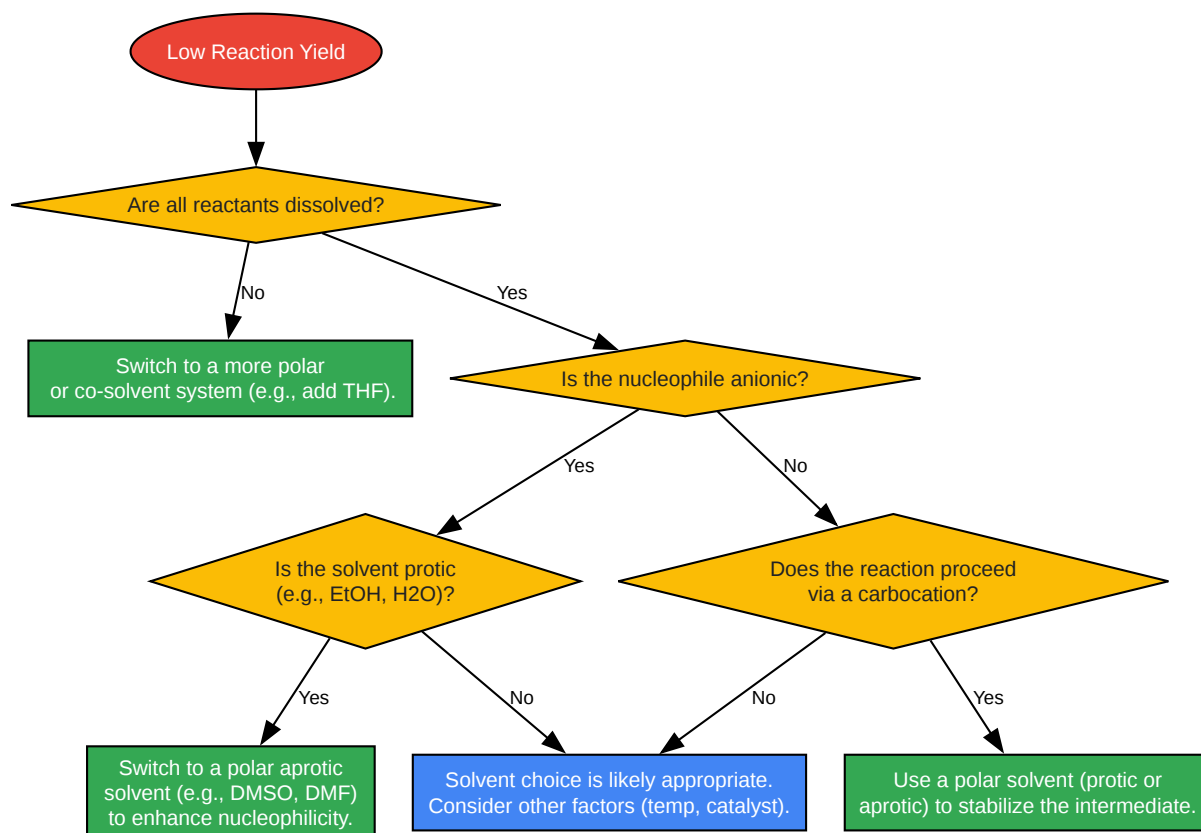 Low Reaction Yield
Are all reactants dissolved?
No
Yes
Switch to a more polar
or co-solvent system (e.g., add THF).
Is the nucleophile anionic?
Yes
No
Is the solvent protic
(e.g., EtOH, H2O)?
Does the reaction proceed
via a carbocation?
Yes
No
No
Yes
Switch to a polar aprotic
solvent (e.g., DMSO, DMF)
to enhance nucleophilicity.
Solvent choice is likely appropriate.
Consider other factors (temp, catalyst).
Use a polar solvent (protic or
aprotic) to stabilize the intermediate.